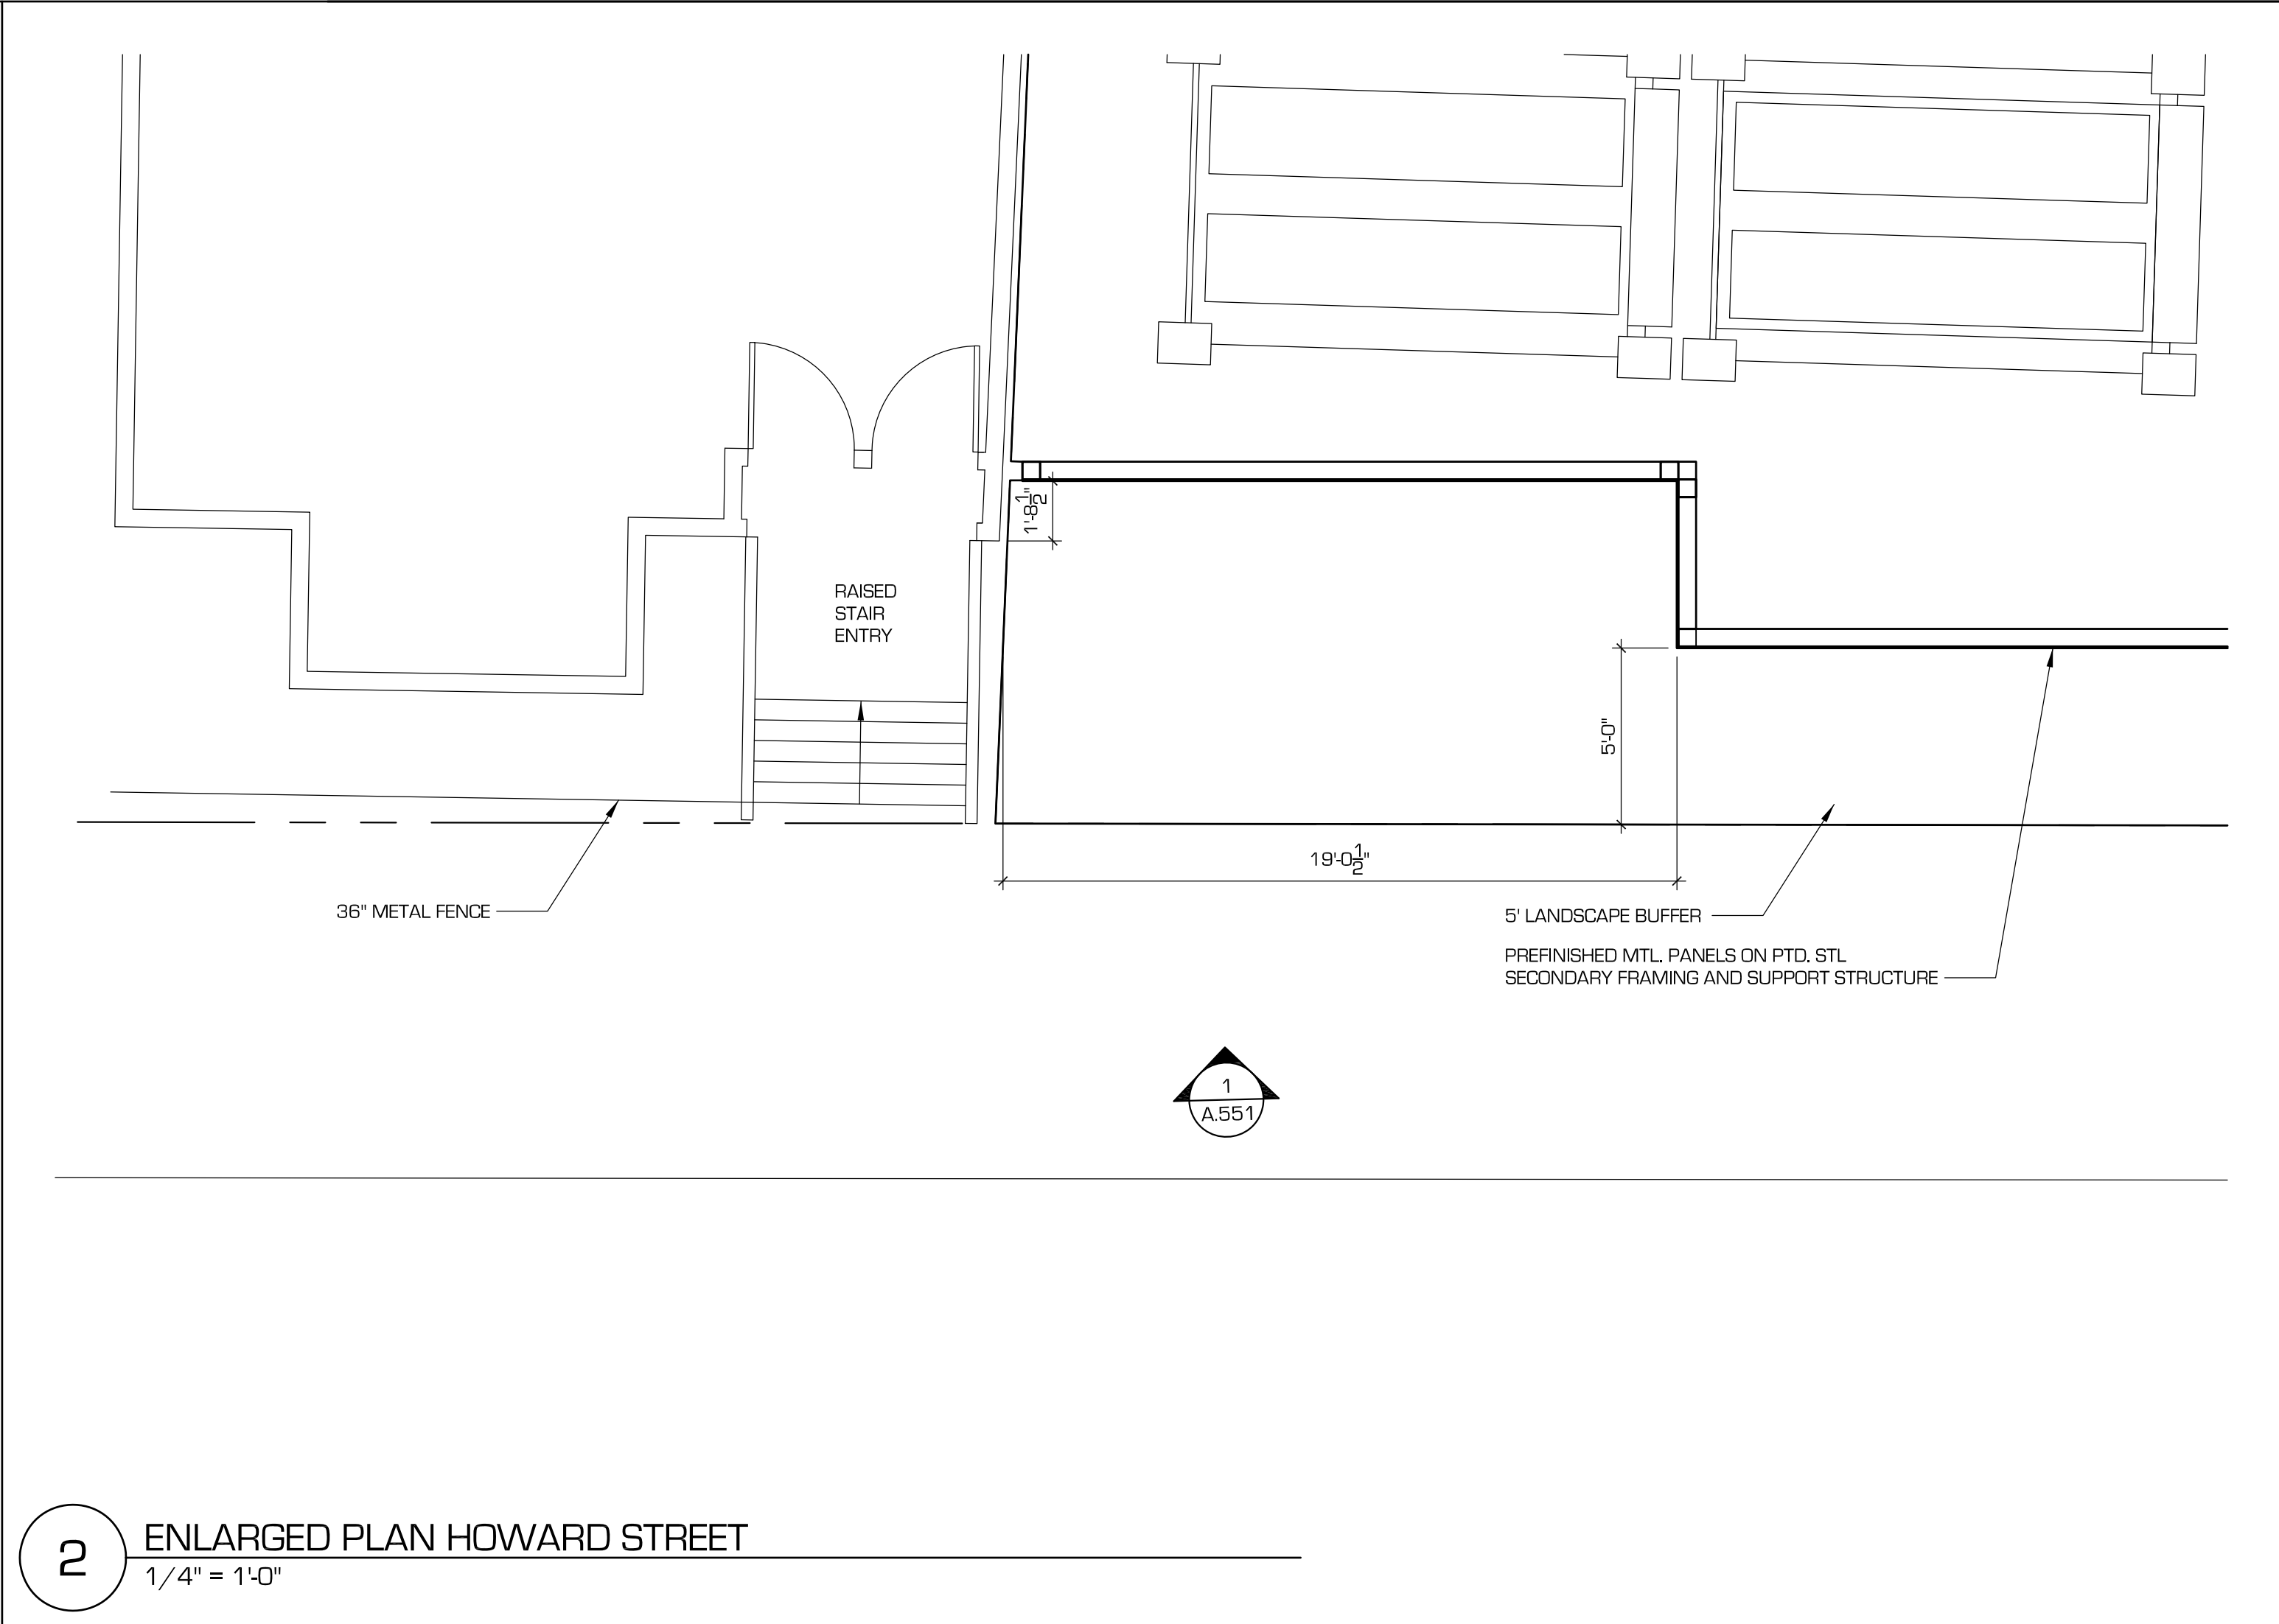 1'-8 1/2"
RAISED
STAIR
ENTRY
5'-0"
19'-0 1/2"
36" METAL FENCE
5' LANDSCAPE BUFFER
PREFINISHED MTL. PANELS ON PTD. STL
SECONDARY FRAMING AND SUPPORT STRUCTURE
1
A.551
2
ENLARGED PLAN HOWARD STREET
1/4" = 1'-0"